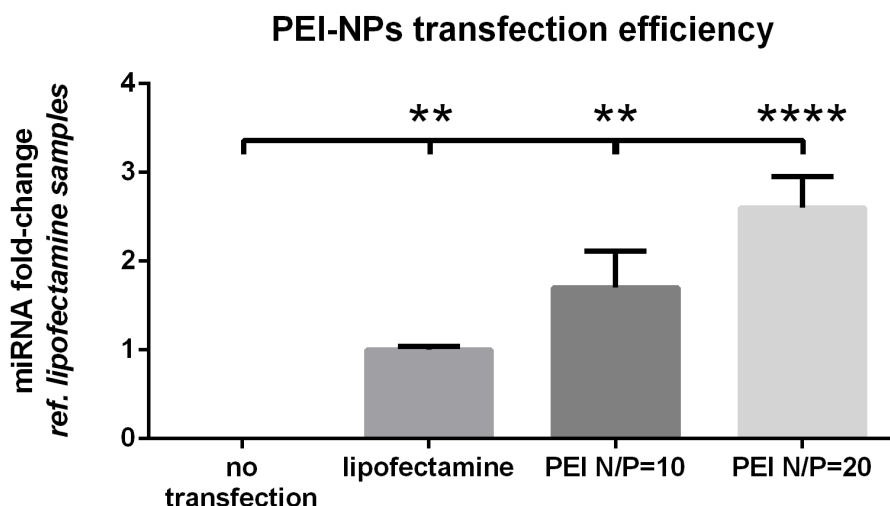 PEI-NPs transfection efficiency
miRNA fold-change
ref. lipofectamine samples
4
3
2
1
0
** ** ****
no transfection
lipofectamine
PEI N/P=10
PEI N/P=20